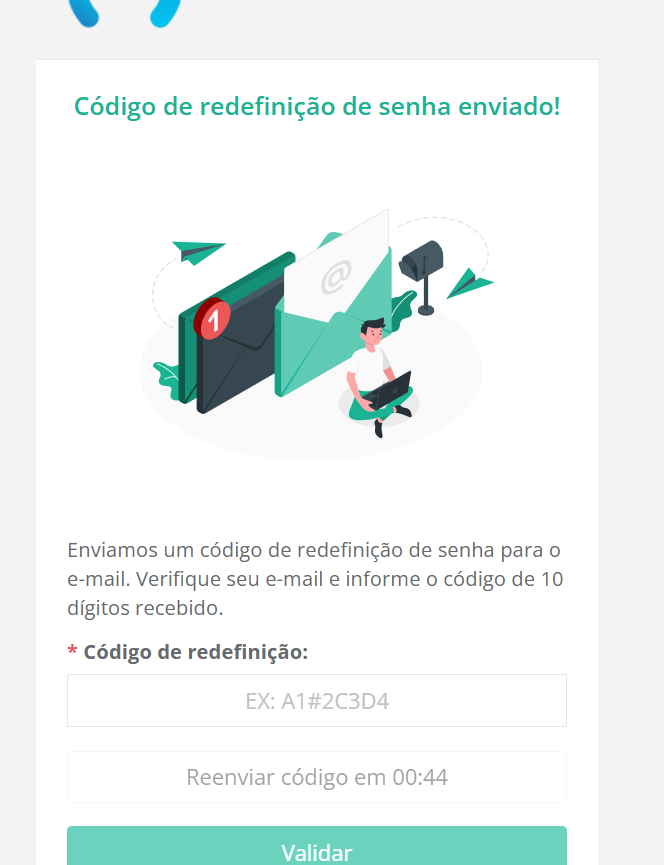 Código de redefinição de senha enviado!
@
1
Enviamos um código de redefinição de senha para o
e-mail. Verifique seu e-mail e informe o código de 10
dígitos recebido.
* Código de redefinição:
EX: A1#2C3D4
Reenviar código em 00:44
Validar